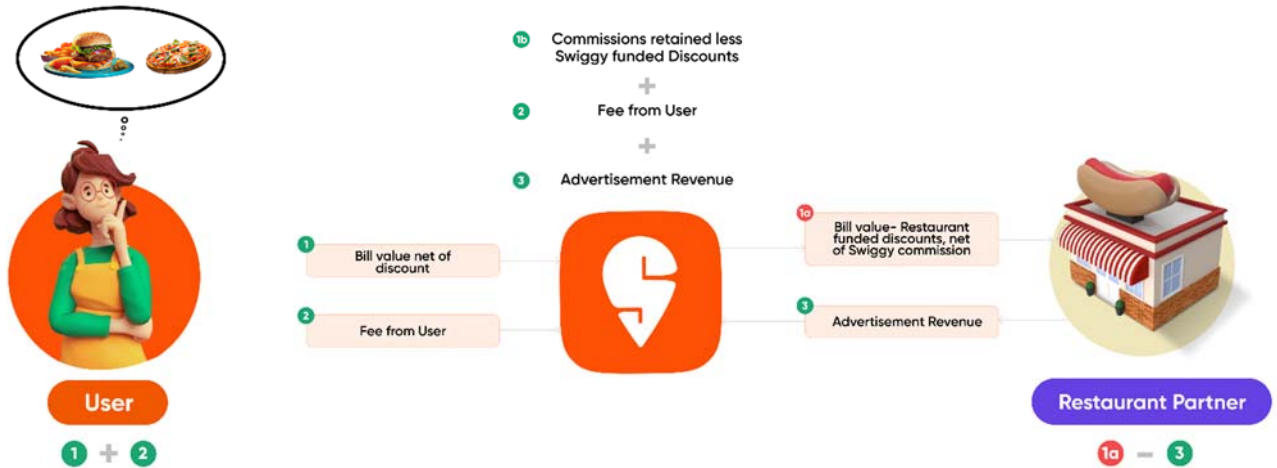 1b Commissions retained less
Swiggy funded Discounts
+
2 Fee from User
+
3 Advertisement Revenue
1 Bill value net of
discount
2 Fee from User
1a Bill value- Restaurant
funded discounts, net
of Swiggy commission
3 Advertisement Revenue
User
1 + 2
Restaurant Partner
1a - 3